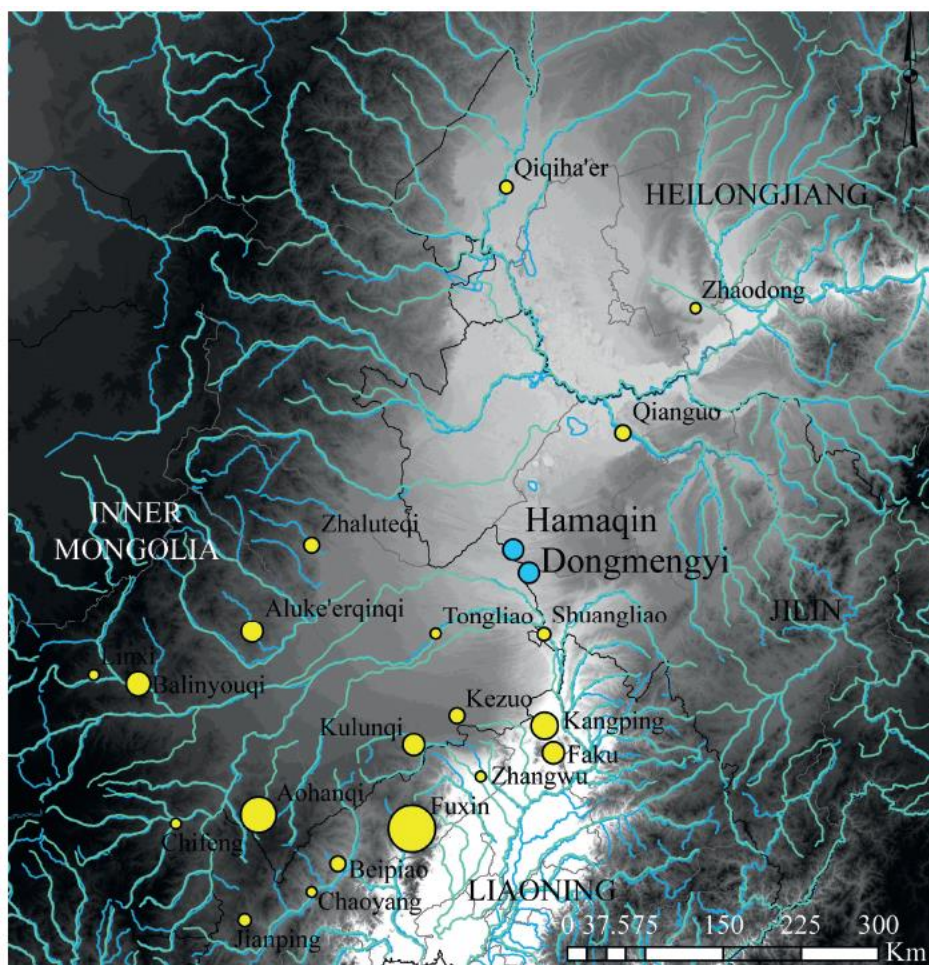 Qiqiha'er
HEILONGJIANG
Zhaodong
Qianguo
INNER
MONGOLIA
Zhaluteqi
Hamaqin
Dongmengyi
Aluke'erqinqi
Tongliao
Shuangliao
JILIN
Linxi
Balinyouqi
Kezuo
Kangping
Kulunqi
Faku
Zhangwu
Aohanqi
Fuxin
Chifeng
Beipiao
Chaoyang
LIAONING
Jianping
0 37.575 150 225 300
Km